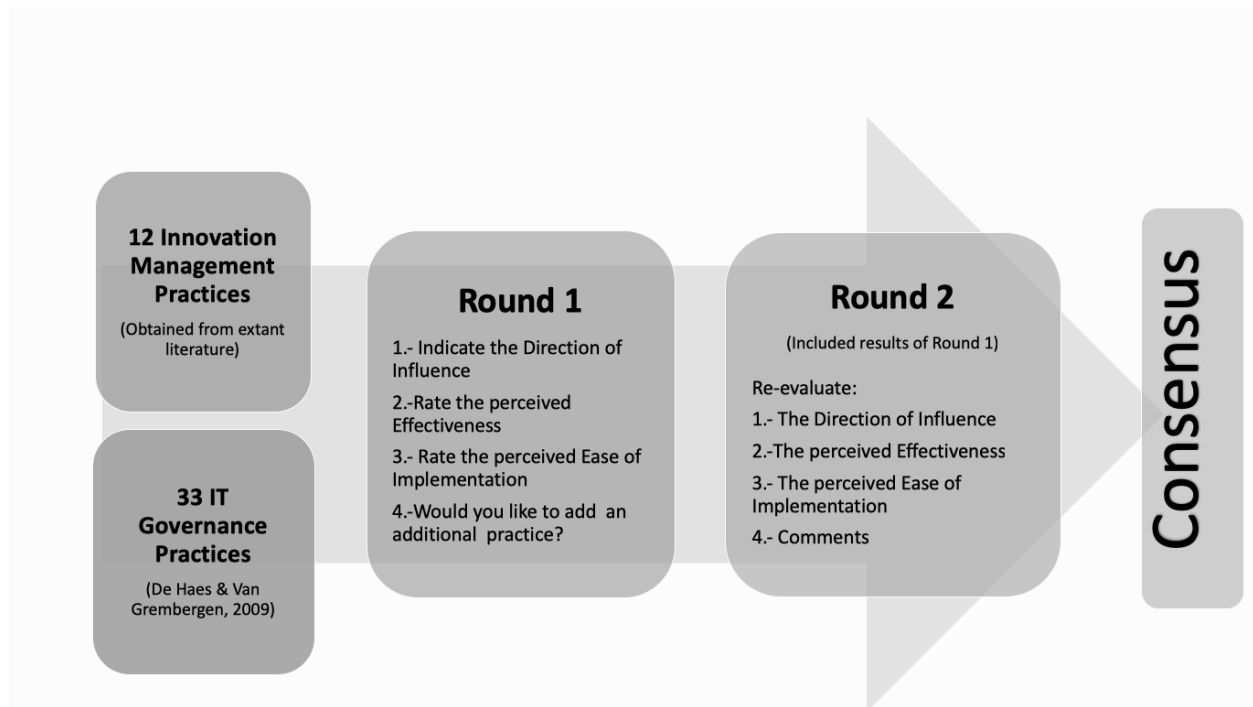 12 Innovation
Management
Practices
(Obtained from extant
literature)
33 IT
Governance
Practices
(De Haes & Van
Grembergen, 2009)
Round 1
1.- Indicate the Direction of
Influence
2.-Rate the perceived
Effectiveness
3.- Rate the perceived Ease of
Implementation
4.-Would you like to add  an
additional  practice?
Round 2
(Included results of Round 1)
Re-evaluate:
1.- The Direction of Influence
2.-The perceived Effectiveness
3.- The perceived Ease of
Implementation
4.- Comments
Consensus